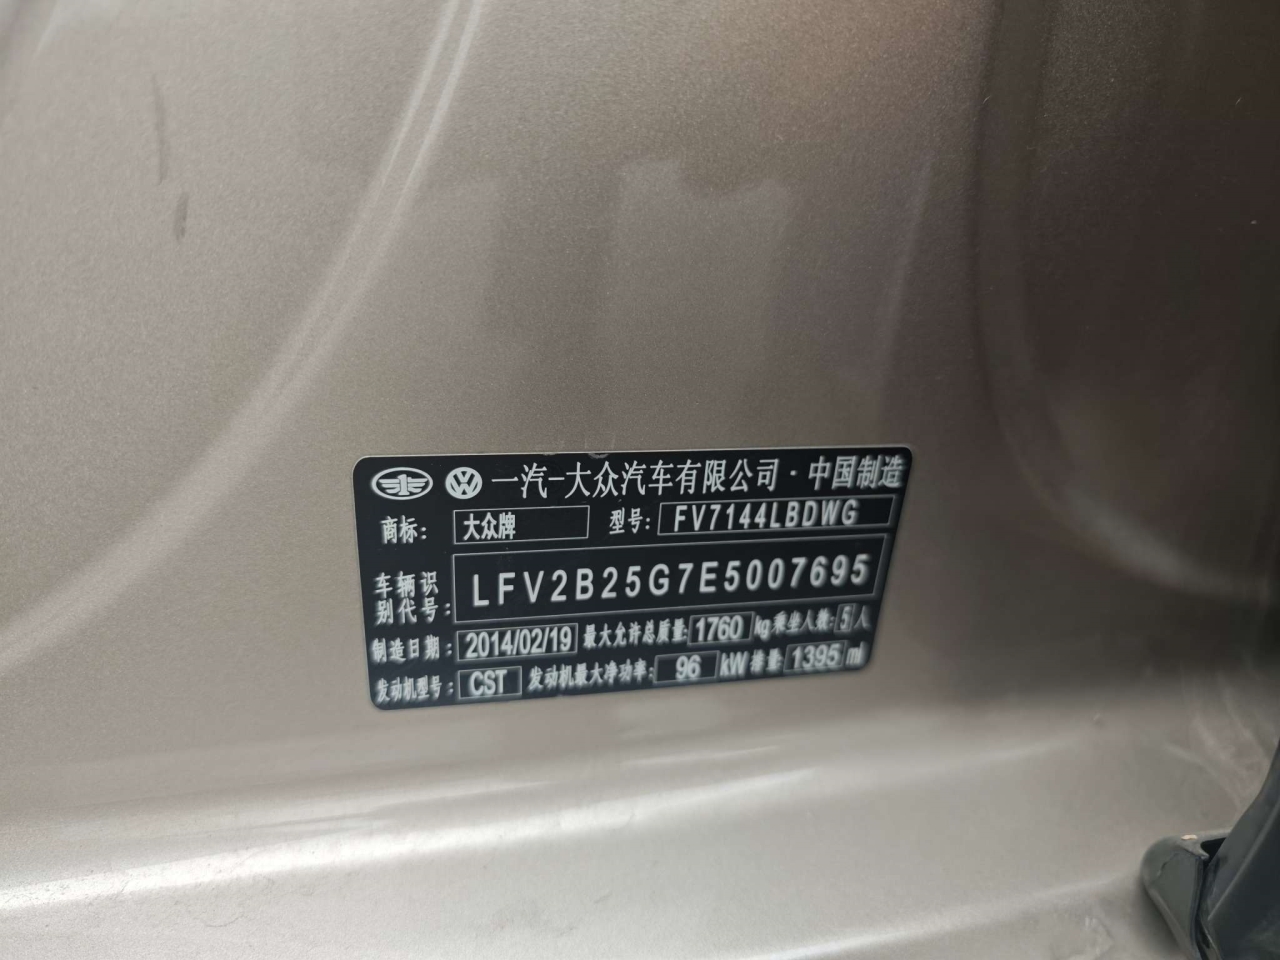 一汽-大众汽车有限公司·中国制造
商标: 大众牌 型号: FV7144LBDWG
车辆识别代号: LFV2B25G7E5007695
制造日期: 2014/02/19 最大允许总质量: 1760 kg 乘坐人数: 5 人
发动机型号: CST 发动机最大净功率: 96 kW 排量: 1395 ml